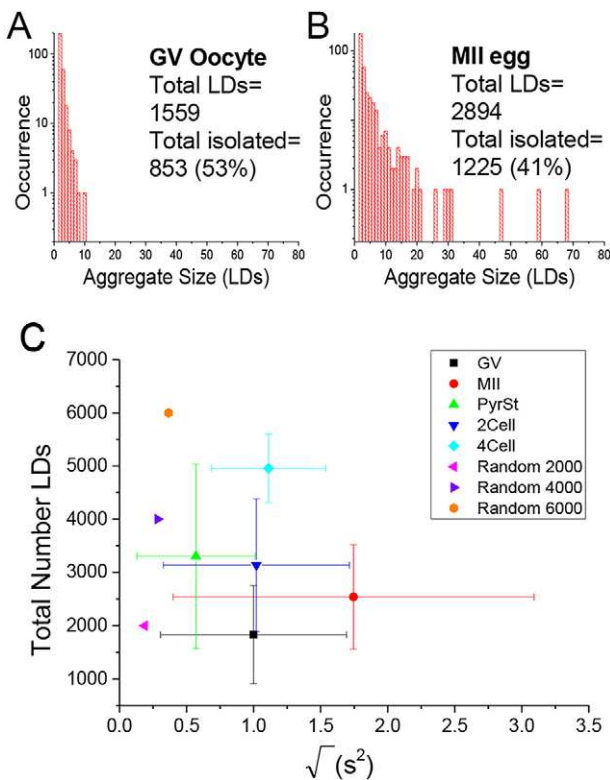 A
GV Oocyte
Total LDs=
1559
Total isolated=
853 (53%)
100
10
1
Occurrence
0 10 20 30 40 50 60 70 80
Aggregate Size (LDs)
B
MII egg
Total LDs=
2894
Total isolated=
1225 (41%)
100
10
1
Occurrence
0 10 20 30 40 50 60 70 80
Aggregate Size (LDs)
C
7000
6000
5000
4000
3000
2000
1000
Total Number LDs
GV
MII
PyrSt
2Cell
4Cell
Random 2000
Random 4000
Random 6000
0.0 0.5 1.0 1.5 2.0 2.5 3.0 3.5
√(s²)